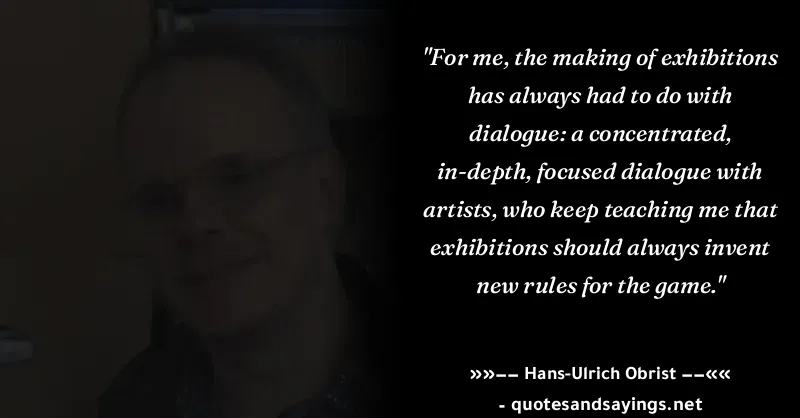 "For me, the making of exhibitions
has always had to do with
dialogue: a concentrated,
in-depth, focused dialogue with
artists, who keep teaching me that
exhibitions should always invent
new rules for the game."
»»−− Hans-Ulrich Obrist −−««
- quotesandsayings.net